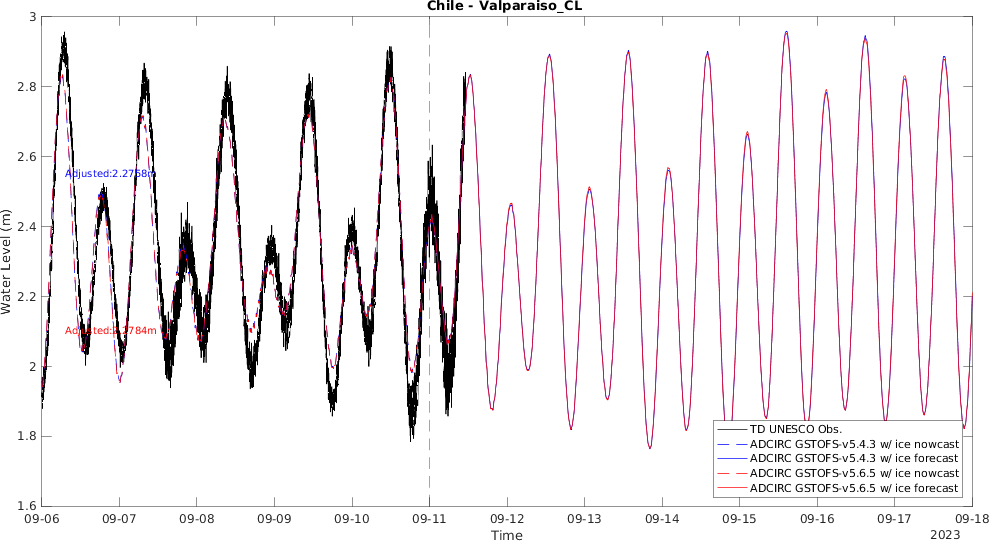 Chile - Valparaiso_CL
3
2.8
2.6
2.4
2.2
2
1.8
1.6
Water Level (m)
Adjusted:2.2758m
Adjusted:2.2784m
TD UNESCO Obs.
ADCIRC GSTOFS-v5.4.3 w/ ice nowcast
ADCIRC GSTOFS-v5.4.3 w/ ice forecast
ADCIRC GSTOFS-v5.6.5 w/ ice nowcast
ADCIRC GSTOFS-v5.6.5 w/ ice forecast
09-06 09-07 09-08 09-09 09-10 09-11 09-12 09-13 09-14 09-15 09-16 09-17 09-18
Time
2023